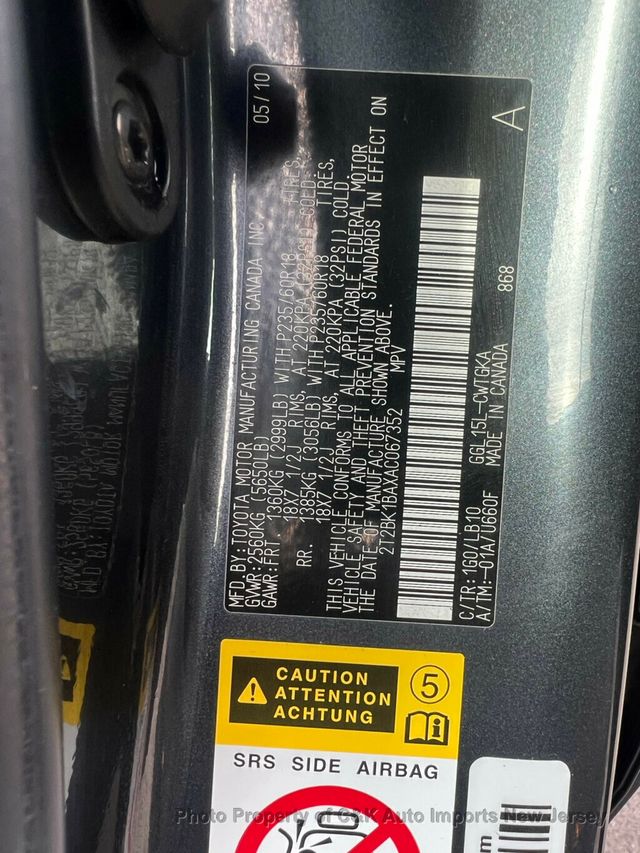 MFD. BY: TOYOTA MOTOR MANUFACTURING CANADA INC. 05/10
GVWR: 2560KG (5650LB)
GAWR: FRT. 1360KG (2999LB) WITH P235/60R18 TIRES,
18X7 1/2J RIMS, AT 220KPA (32PSI) COLD
RR. 1385KG (3056LB) WITH P235/60R18 TIRES,
18X7 1/2J RIMS, AT 220KPA (32PSI) COLD
THIS VEHICLE CONFORMS TO ALL APPLICABLE FEDERAL MOTOR
VEHICLE SAFETY AND THEFT PREVENTION STANDARDS IN EFFECT ON
THE DATE OF MANUFACTURE SHOWN ABOVE.
2T2BK1BAXAC067352 MPV
C/TR: 1G0/LB10 GGL15L-CWTGKA
A/TM: -01A/U660F MADE IN CANADA 868 A
CAUTION
ATTENTION
ACHTUNG
5
i
SRS SIDE AIRBAG
Photo Property of C&K Auto Imports New Jersey